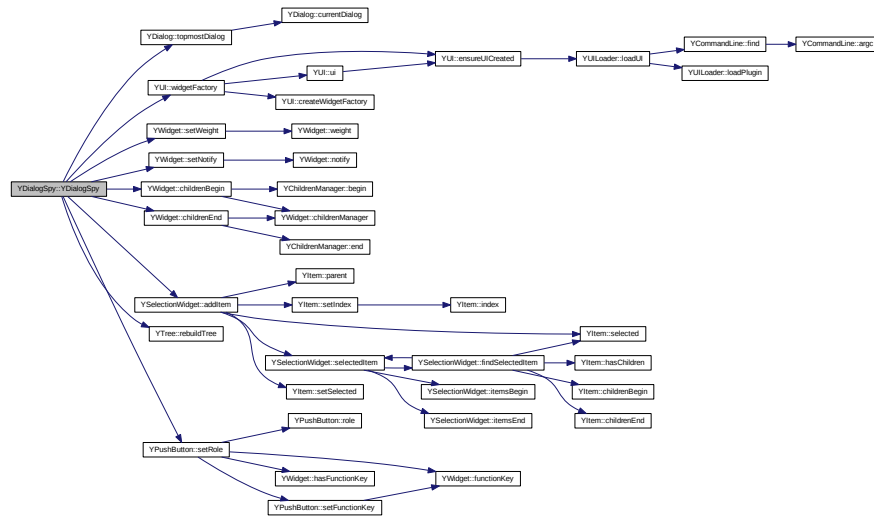 YDialog::currentDialog
YDialog::topmostDialog
YCommandLine::find
YCommandLine::argc
YUI::ensureUICreated
YUILoader::loadUI
YUI::ui
YUILoader::loadPlugin
YUI::widgetFactory
YUI::createWidgetFactory
YWidget::setWeight
YWidget::weight
YWidget::setNotify
YWidget::notify
YDialogSpy::YDialogSpy
YWidget::childrenBegin
YChildrenManager::begin
YWidget::childrenEnd
YWidget::childrenManager
YChildrenManager::end
YItem::parent
YSelectionWidget::addItem
YItem::setIndex
YItem::index
YTree::rebuildTree
YItem::selected
YSelectionWidget::selectedItem
YSelectionWidget::findSelectedItem
YItem::hasChildren
YItem::setSelected
YSelectionWidget::itemsBegin
YItem::childrenBegin
YSelectionWidget::itemsEnd
YItem::childrenEnd
YPushButton::role
YPushButton::setRole
YWidget::hasFunctionKey
YWidget::functionKey
YPushButton::setFunctionKey